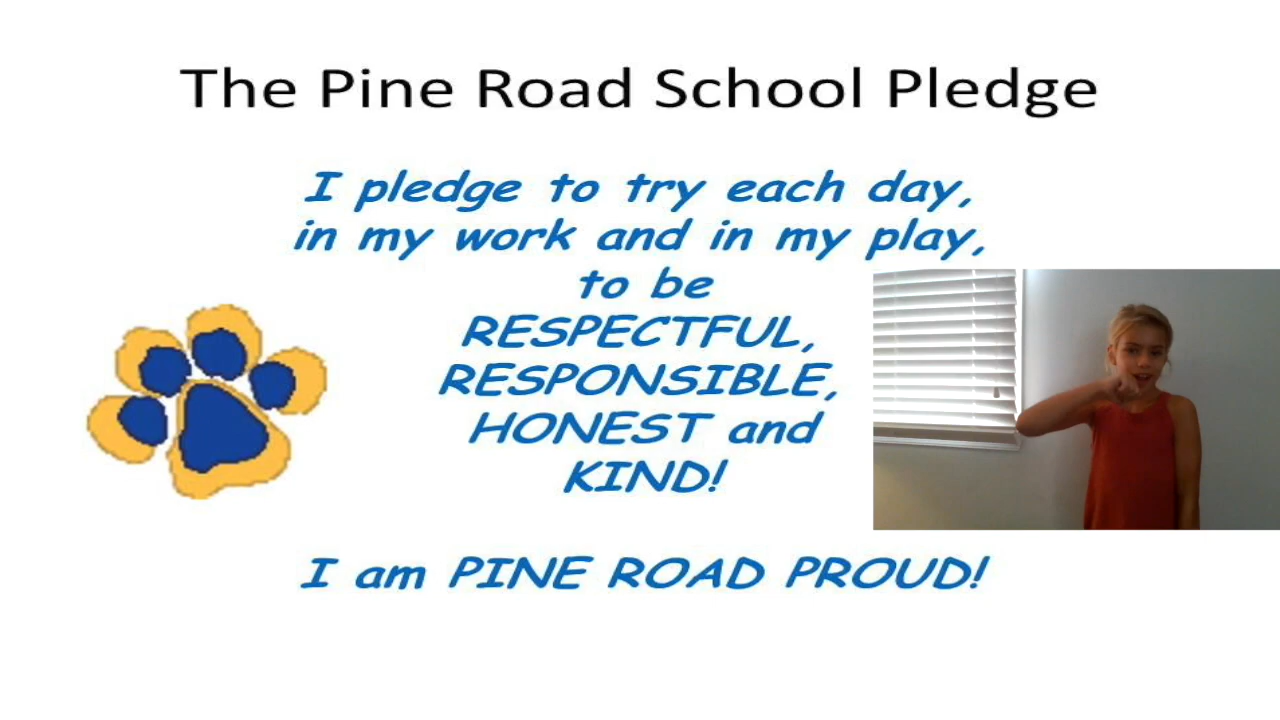 The Pine Road School Pledge
I pledge to try each day,
in my work and in my play,
to be
RESPECTFUL,
RESPONSIBLE,
HONEST and
KIND!
I am PINE ROAD PROUD!